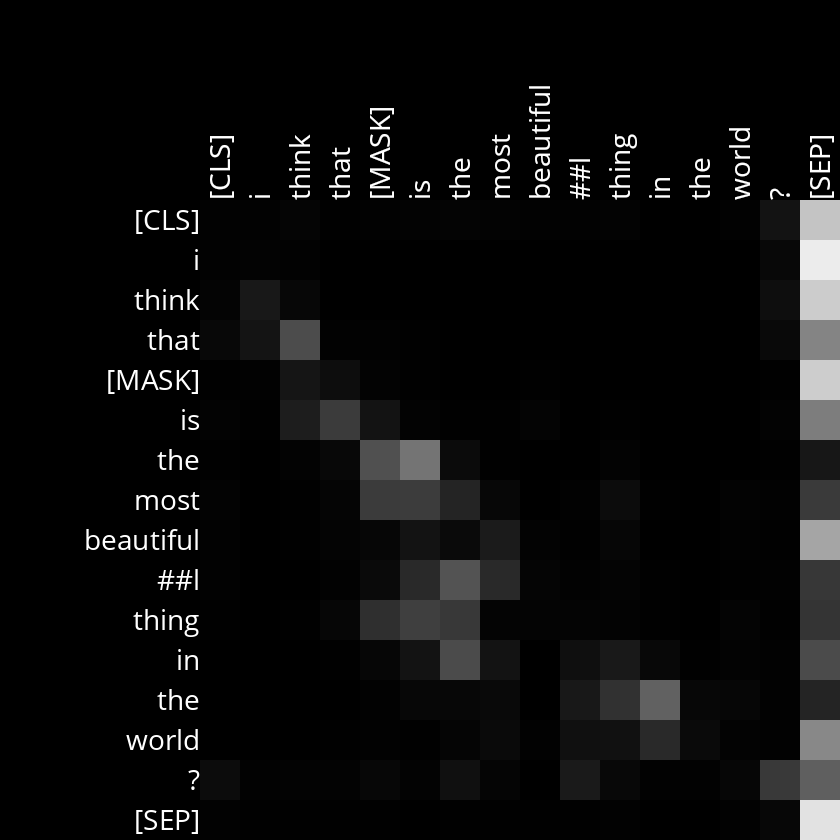 [CLS] i think that [MASK] is the most beautiful ##l thing in the world ? [SEP]
[CLS]
i
think
that
[MASK]
is
the
most
beautiful
##l
thing
in
the
world
?
[SEP]